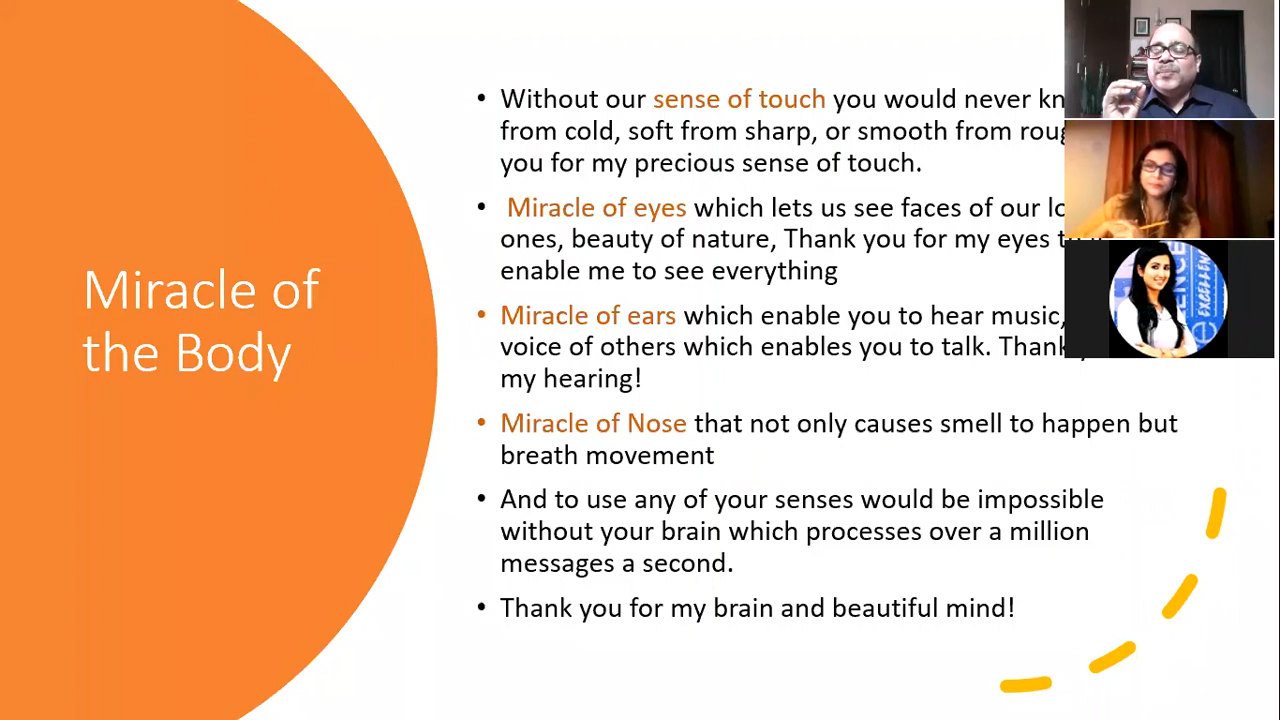 Miracle of
the Body
• Without our sense of touch you would never
from cold, soft from sharp, or smooth from
you for my precious sense of touch.
• Miracle of eyes which lets us see faces of our
ones, beauty of nature, Thank you for my eyes
enable me to see everything
• Miracle of ears which enable you to hear music,
voice of others which enables you to talk. Thank
my hearing!
• Miracle of Nose that not only causes smell to happen but
breath movement
• And to use any of your senses would be impossible
without your brain which processes over a million
messages a second.
• Thank you for my brain and beautiful mind!
ENCE
EXCELLEN